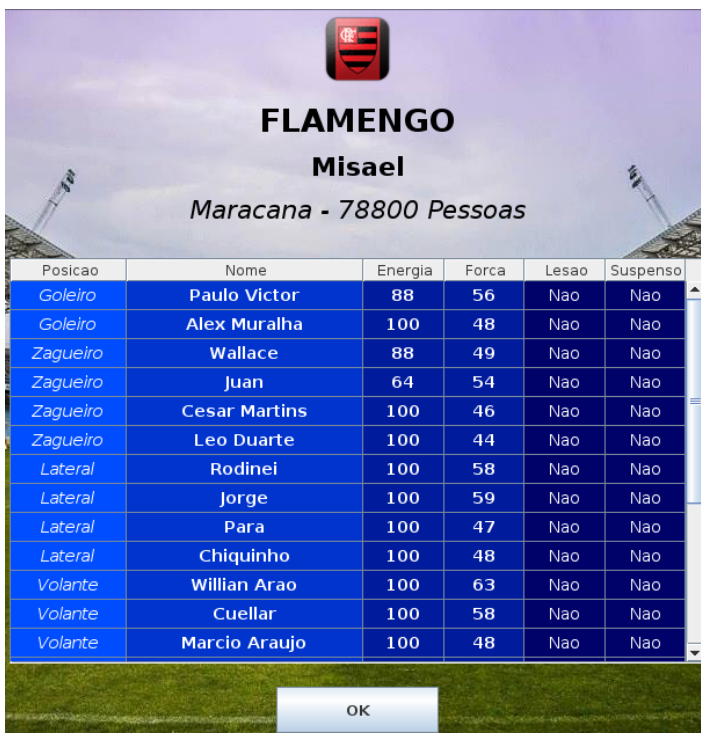 FLAMENGO
Misael
Maracana - 78800 Pessoas
Posicao Nome Energia Forca Lesao Suspenso
Goleiro Paulo Victor 88 56 Nao Nao
Goleiro Alex Muralha 100 48 Nao Nao
Zagueiro Wallace 88 49 Nao Nao
Zagueiro Juan 64 54 Nao Nao
Zagueiro Cesar Martins 100 46 Nao Nao
Zagueiro Leo Duarte 100 44 Nao Nao
Lateral Rodinei 100 58 Nao Nao
Lateral Jorge 100 59 Nao Nao
Lateral Para 100 47 Nao Nao
Lateral Chiquinho 100 48 Nao Nao
Volante Willian Arao 100 63 Nao Nao
Volante Cuellar 100 58 Nao Nao
Volante Marcio Araujo 100 48 Nao Nao
OK